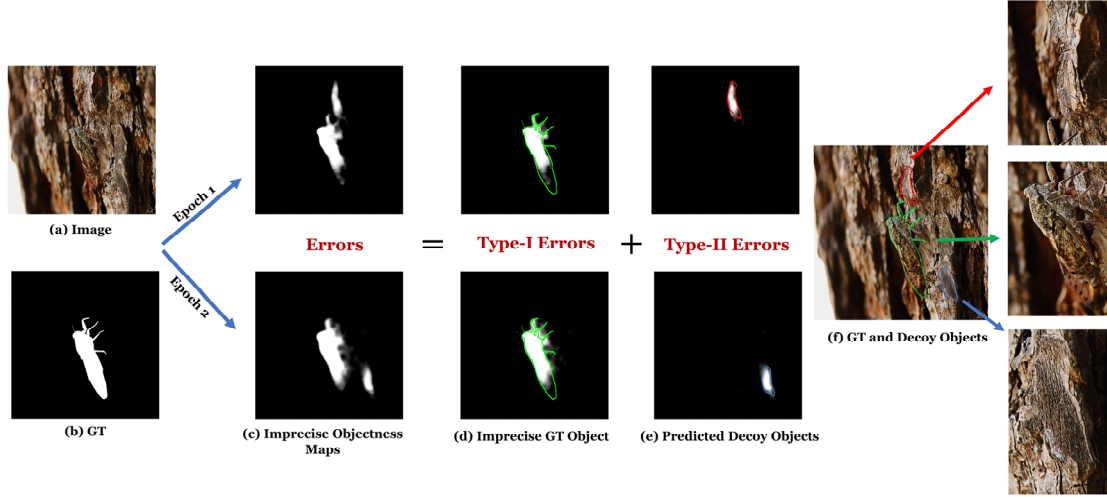 Epoch 1
(a) Image
Errors = Type-I Errors + Type-II Errors
Epoch 2
(f) GT and Decoy Objects
(b) GT
(c) Imprecise Objectness
Maps
(d) Imprecise GT Object
(e) Predicted Decoy Objects